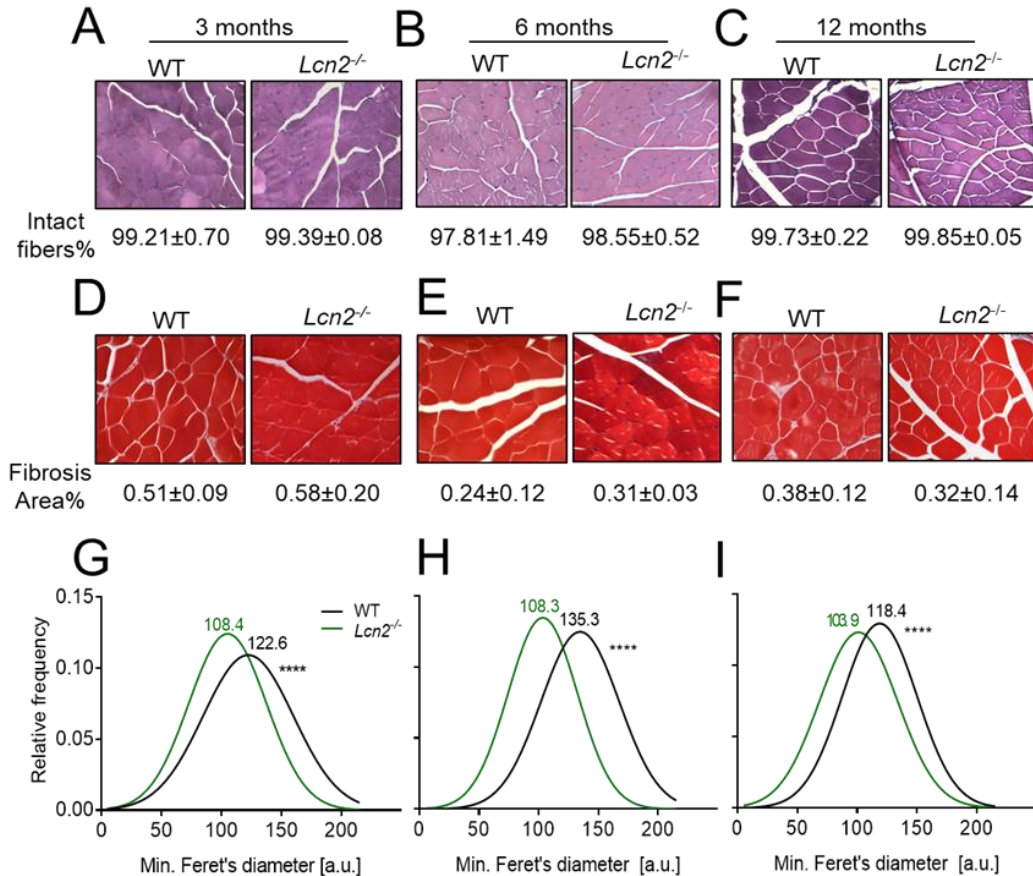 A
3 months
WT
Lcn2-/-
B
6 months
WT
Lcn2-/-
C
12 months
WT
Lcn2-/-
Intact
fibers%
99.21±0.70
99.39±0.08
97.81±1.49
98.55±0.52
99.73±0.22
99.85±0.05
D
WT
Lcn2-/-
E
WT
Lcn2-/-
F
WT
Lcn2-/-
Fibrosis
Area%
0.51±0.09
0.58±0.20
0.24±0.12
0.31±0.03
0.38±0.12
0.32±0.14
G
Relative frequency
0.15
0.10
0.05
0.00
108.4
122.6
****
WT
Lcn2-/-
0
50
100
150
200
Min. Feret's diameter [a.u.]
H
108.3
135.3
****
0
50
100
150
200
Min. Feret's diameter [a.u.]
I
103.9
118.4
****
0
50
100
150
200
Min. Feret's diameter [a.u.]